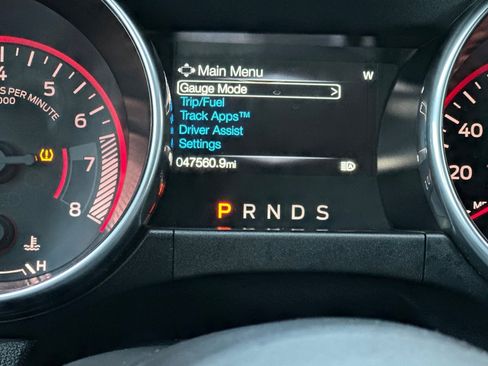 Main Menu
W
Gauge Mode >
Trip/Fuel
Track Apps™
Driver Assist
Settings
047560.9mi
P R N D S
4
5
6
7
8
S PER MINUTE
000
H
40
20